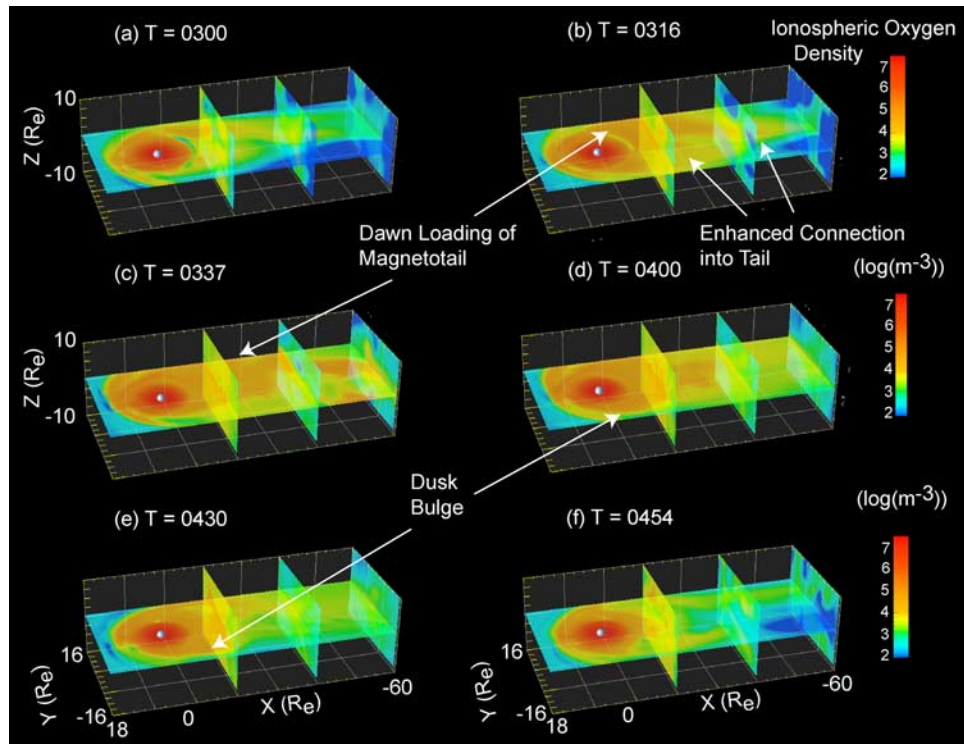 (a) T = 0300
(b) T = 0316
Ionospheric Oxygen
Density
Z (Re)
10
-10
7
6
5
4
3
2
Dawn Loading of
Magnetotail
Enhanced Connection
into Tail
(c) T = 0337
(d) T = 0400
(log(m-3))
Z (Re)
10
-10
7
6
5
4
3
2
Dusk
Bulge
(e) T = 0430
(f) T = 0454
(log(m-3))
7
6
5
4
3
2
16
Y (Re)
-16
18
0
X (Re)
-60
16
Y (Re)
-16
18
0
X (Re)
-60